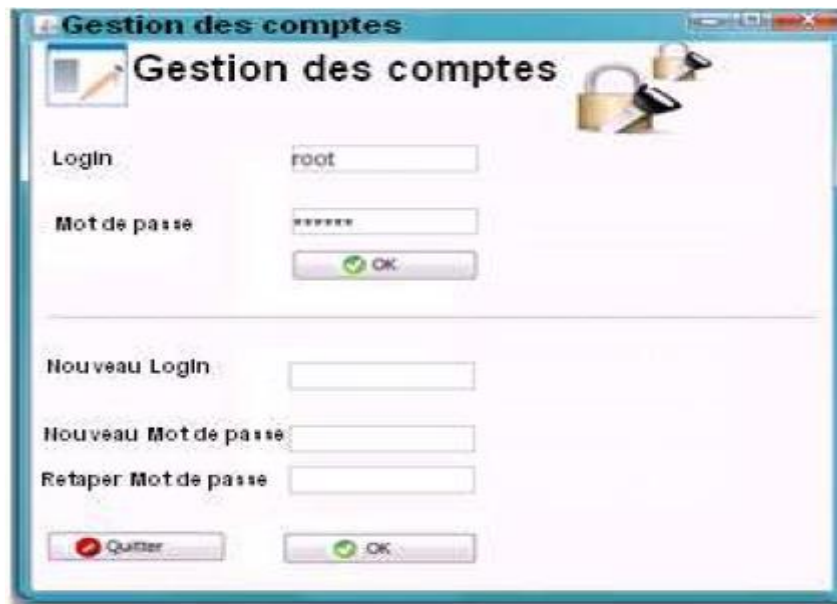 Gestion des comptes
Gestion des comptes
Login root
Mot de passe ******
OK
Nouveau Login
Nouveau Mot de passe
Retaper Mot de passe
Quitter OK